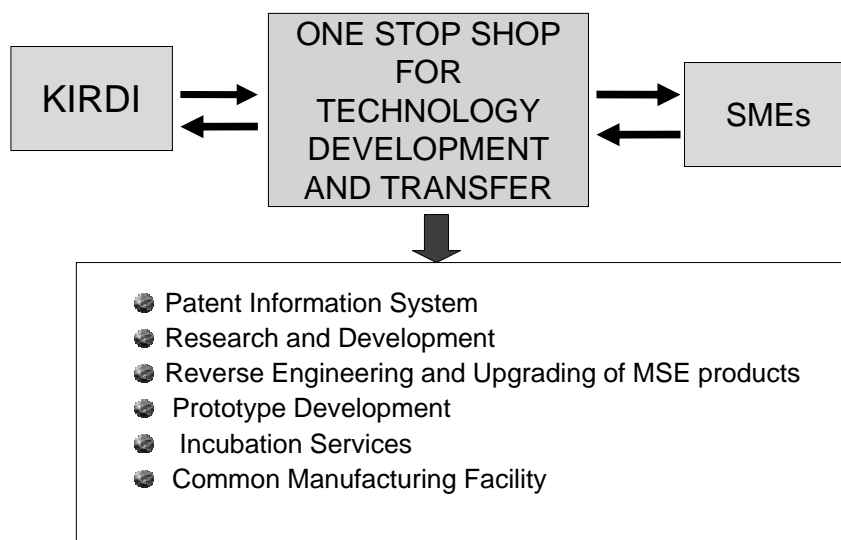 KIRDI
ONE STOP SHOP
FOR
TECHNOLOGY
DEVELOPMENT
AND TRANSFER
SMEs
Patent Information System
Research and Development
Reverse Engineering and Upgrading of MSE products
Prototype Development
Incubation Services
Common Manufacturing Facility